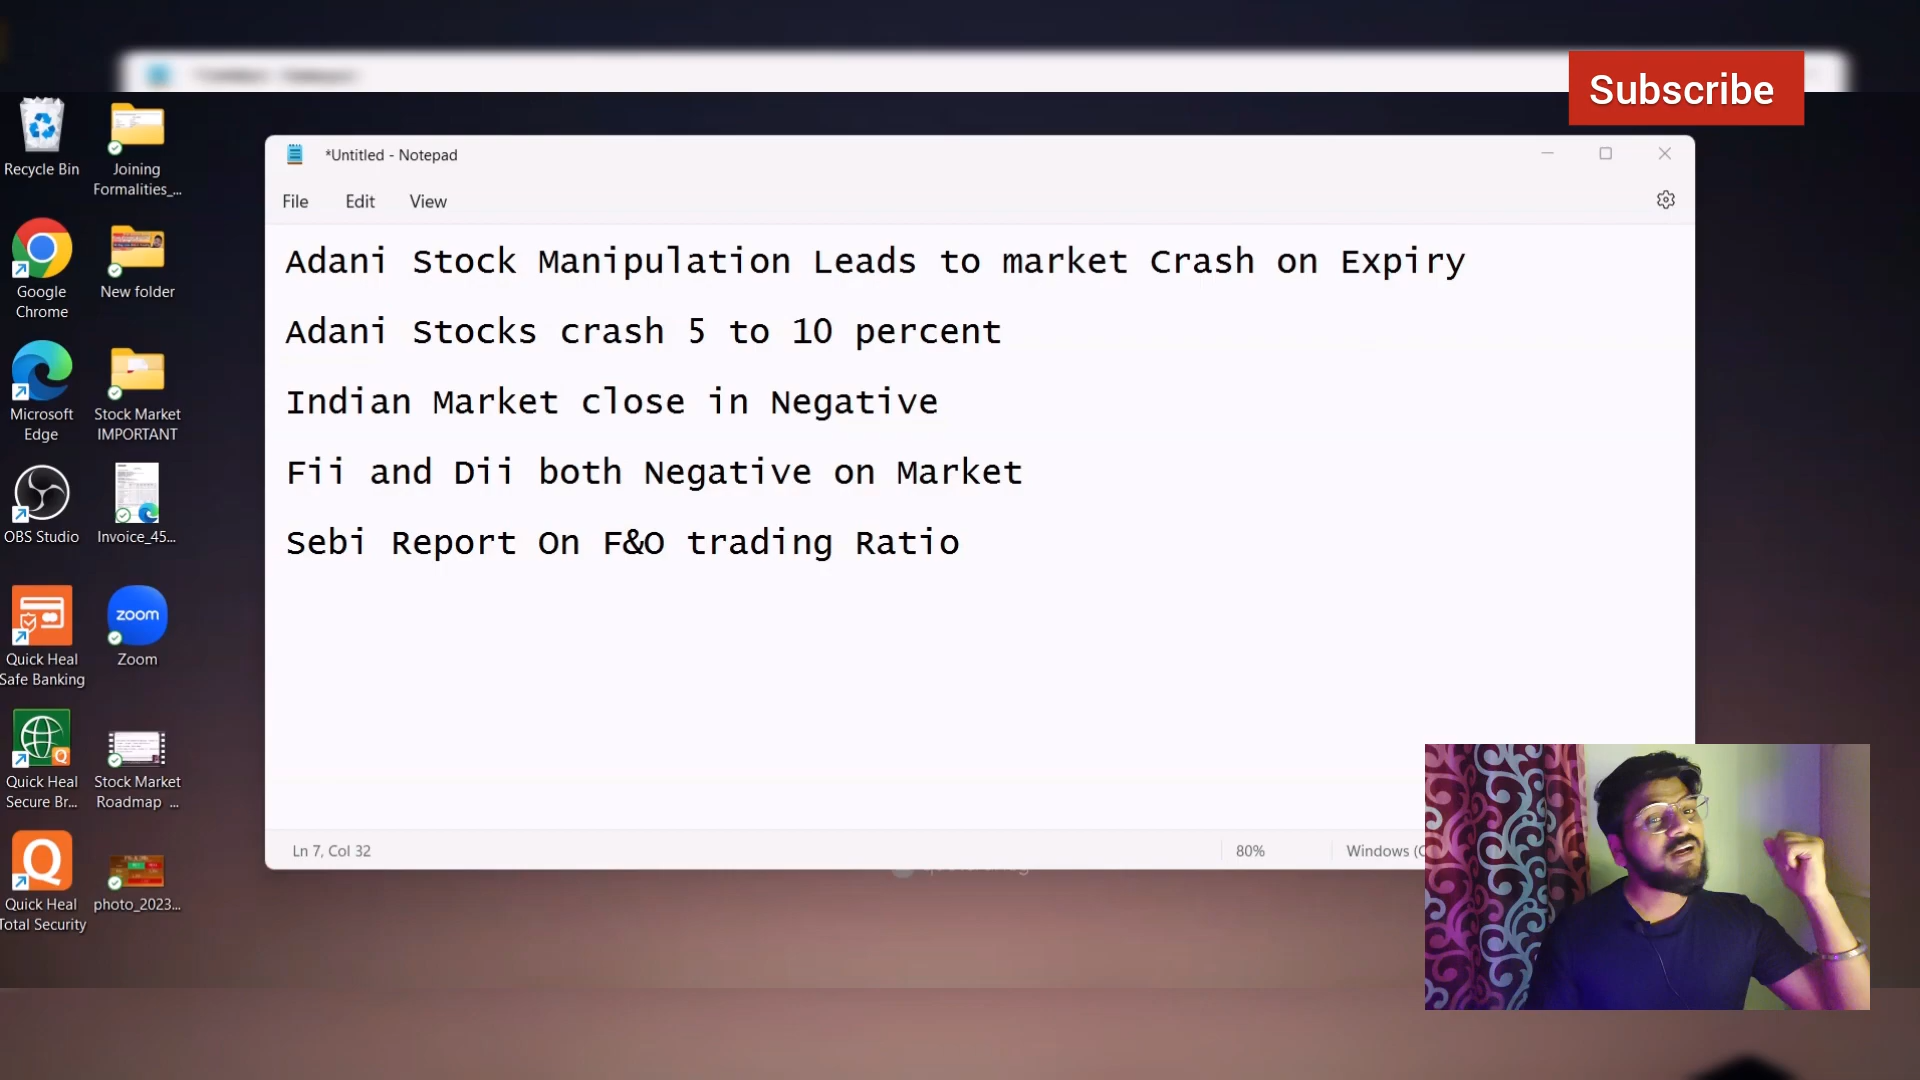 Subscribe
*Untitled - Notepad
File Edit View
Adani Stock Manipulation Leads to market Crash on Expiry
Adani Stocks crash 5 to 10 percent
Indian Market close in Negative
Fii and Dii both Negative on Market
Sebi Report On F&O trading Ratio
Ln 7, Col 32
80%
Windows (C
Recycle Bin
Joining
Formalities_...
Google
Chrome
New folder
Microsoft
Edge
Stock Market
IMPORTANT
OBS Studio
Invoice_45...
Quick Heal
Safe Banking
zoom
Zoom
Quick Heal
Secure Br...
Stock Market
Roadmap ...
Quick Heal
Total Security
photo_2023...